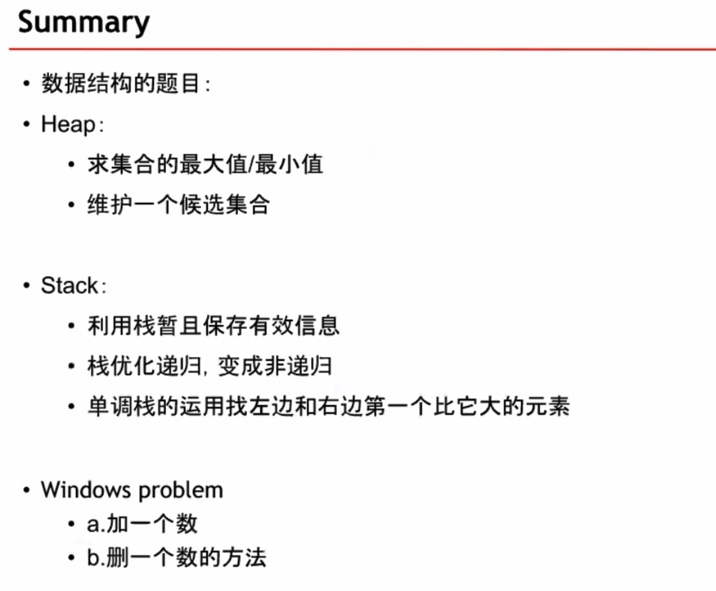 Summary
• 数据结构的题目：
• Heap：
• 求集合的最大值/最小值
• 维护一个候选集合
• Stack：
• 利用栈暂且保存有效信息
• 栈优化递归, 变成非递归
• 单调栈的运用找左边和右边第一个比它大的元素
• Windows problem
• a.加一个数
• b.删一个数的方法